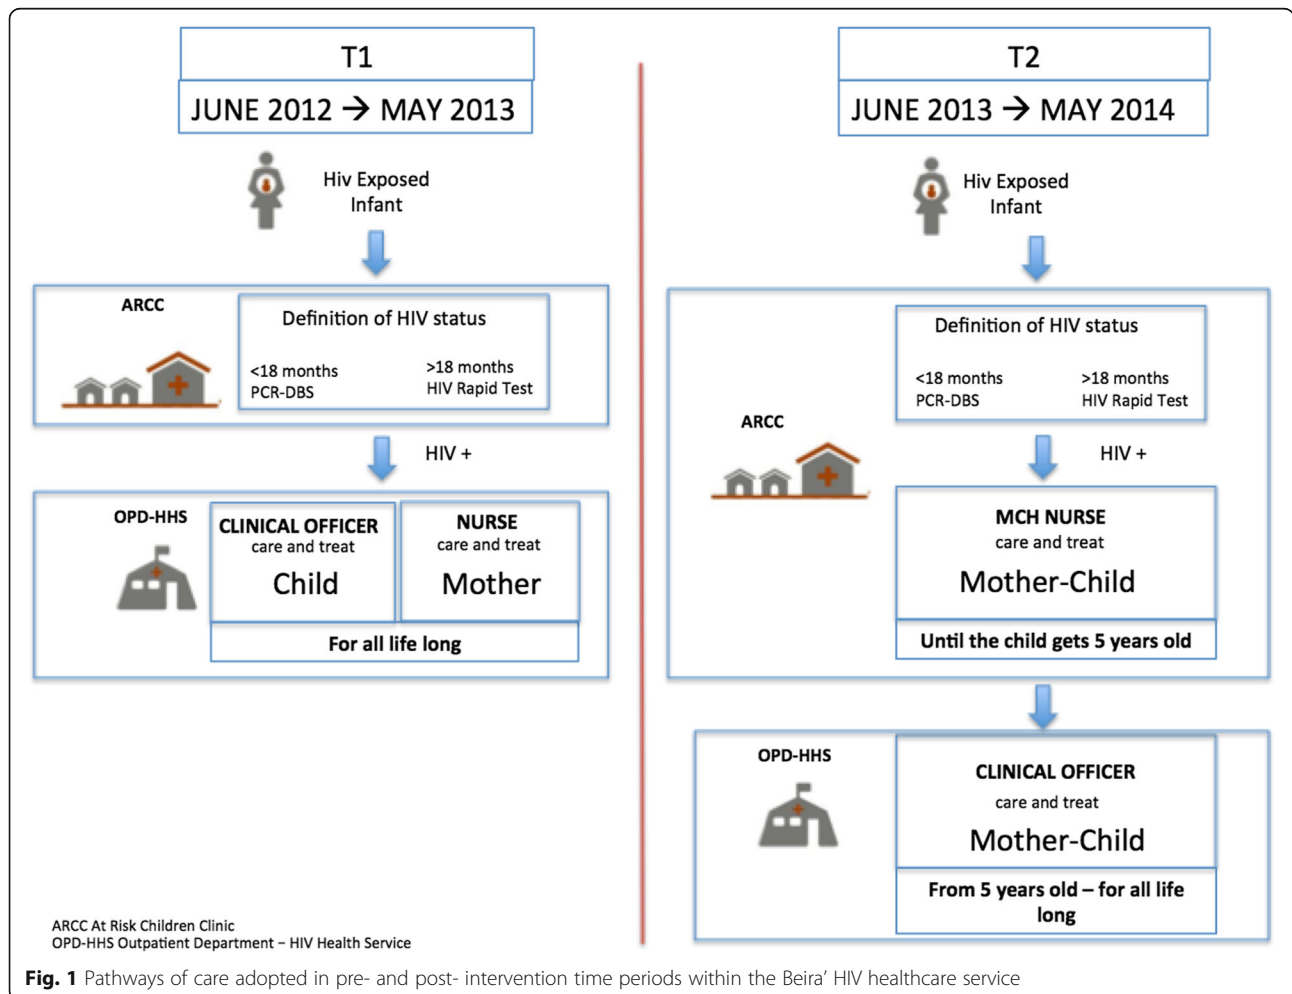 T1
JUNE 2012 → MAY 2013
Hiv Exposed
Infant
ARCC
Definition of HIV status
<18 months
PCR-DBS
>18 months
HIV Rapid Test
HIV +
OPD-HHS
CLINICAL OFFICER
care and treat
Child
NURSE
care and treat
Mother
For all life long
T2
JUNE 2013 → MAY 2014
Hiv Exposed
Infant
Definition of HIV status
<18 months
PCR-DBS
>18 months
HIV Rapid Test
ARCC
HIV +
MCH NURSE
care and treat
Mother-Child
Until the child gets 5 years old
OPD-HHS
CLINICAL OFFICER
care and treat
Mother-Child
From 5 years old – for all life
long
ARCC At Risk Children Clinic
OPD-HHS Outpatient Department – HIV Health Service
Fig. 1 Pathways of care adopted in pre- and post- intervention time periods within the Beira’ HIV healthcare service